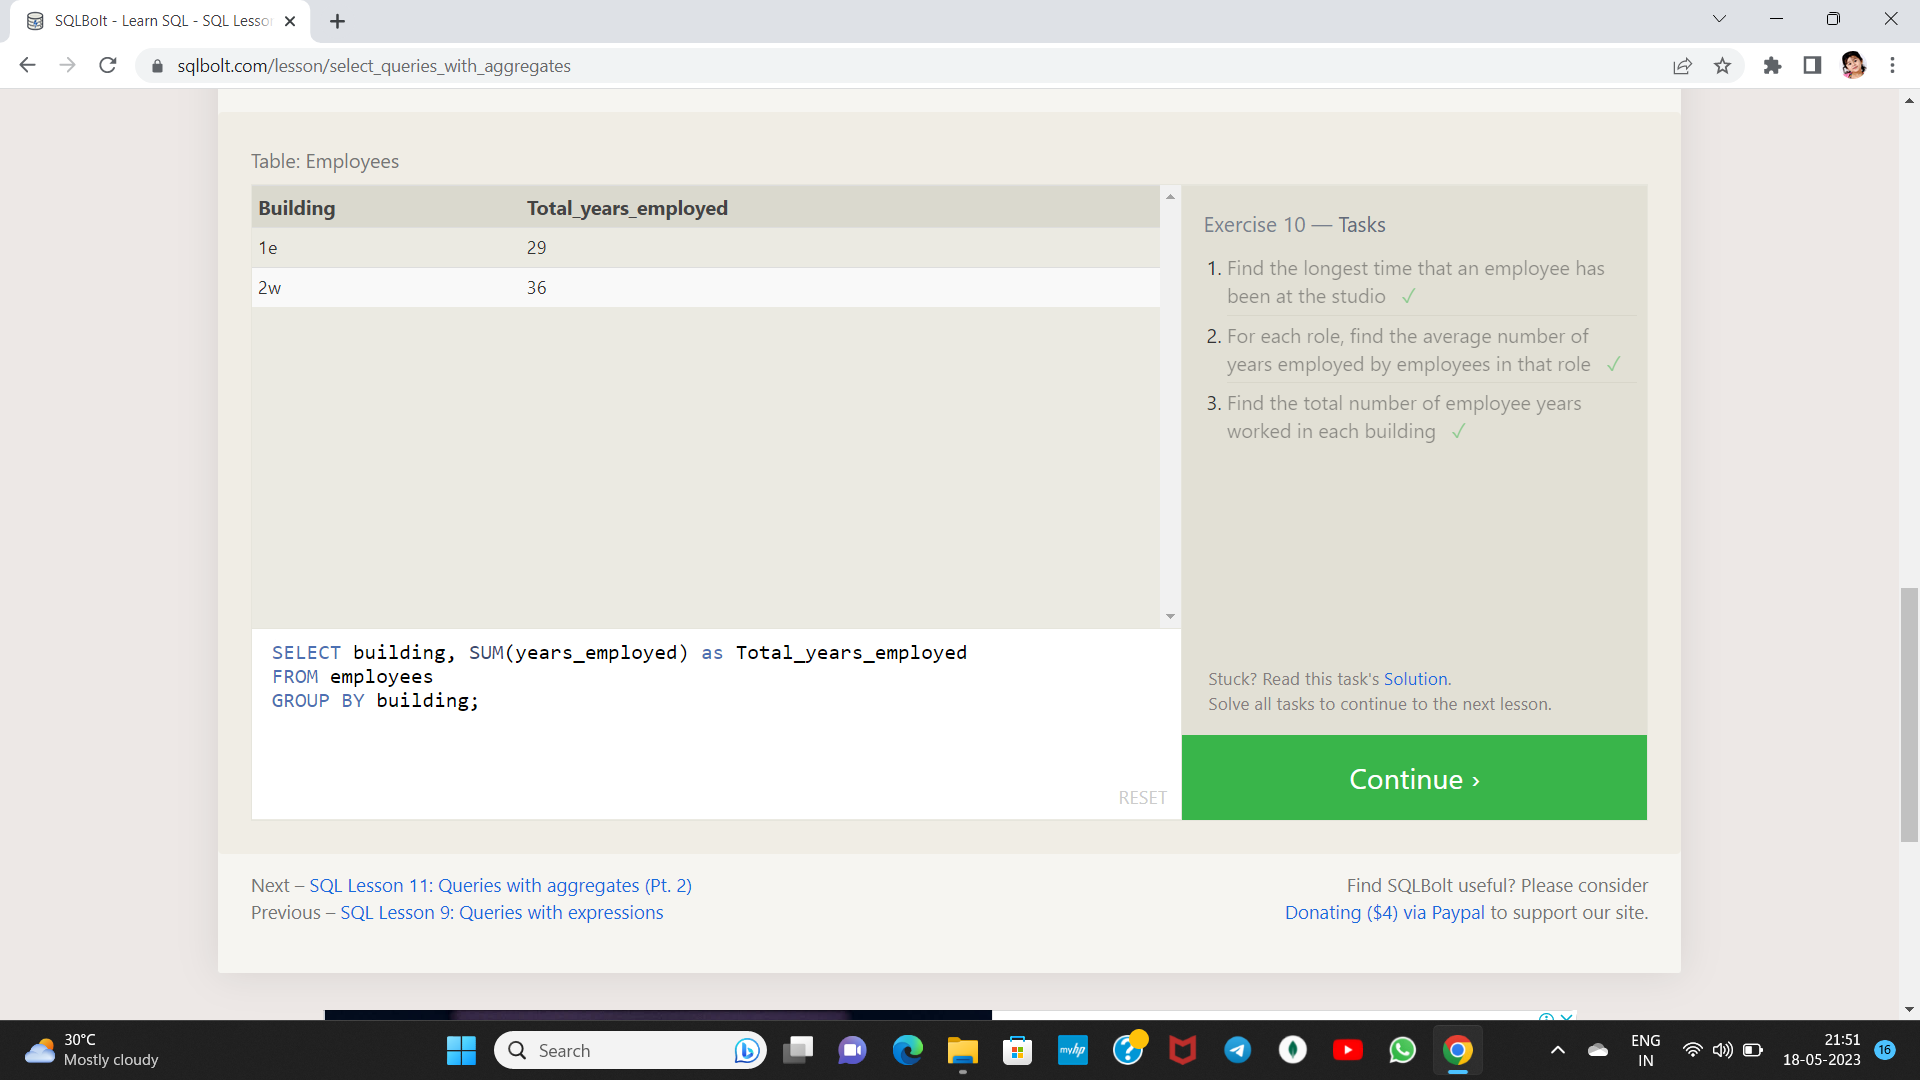 SQLBolt - Learn SQL - SQL Lesso
sqlbolt.com/lesson/select_queries_with_aggregates
Table: Employees
Building Total_years_employed
1e 29
2w 36
Exercise 10 — Tasks
1. Find the longest time that an employee has
been at the studio ✓
2. For each role, find the average number of
years employed by employees in that role ✓
3. Find the total number of employee years
worked in each building ✓
SELECT building, SUM(years_employed) as Total_years_employed
FROM employees
GROUP BY building;
RESET
Stuck? Read this task's Solution.
Solve all tasks to continue to the next lesson.
Continue ›
Next – SQL Lesson 11: Queries with aggregates (Pt. 2)
Previous – SQL Lesson 9: Queries with expressions
Find SQLBolt useful? Please consider
Donating ($4) via Paypal to support our site.
30°C
Mostly cloudy
Search
myhp
ENG
IN
21:51
18-05-2023
16